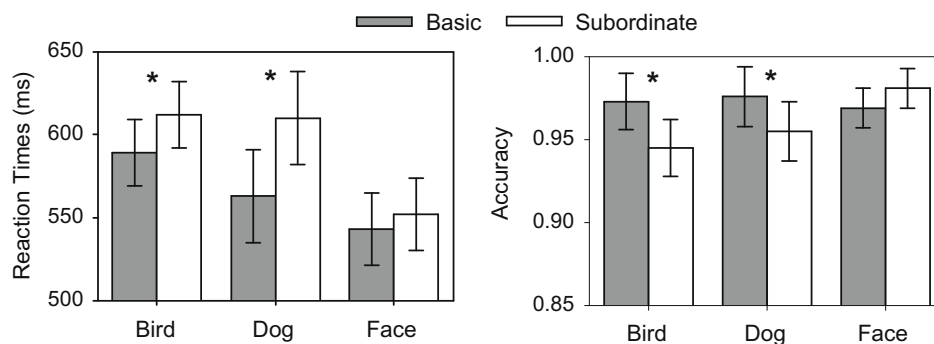 Basic Subordinate
Reaction Times (ms)
650
600
550
500
* *
Bird Dog Face
Accuracy
1.00
0.95
0.90
0.85
* *
Bird Dog Face